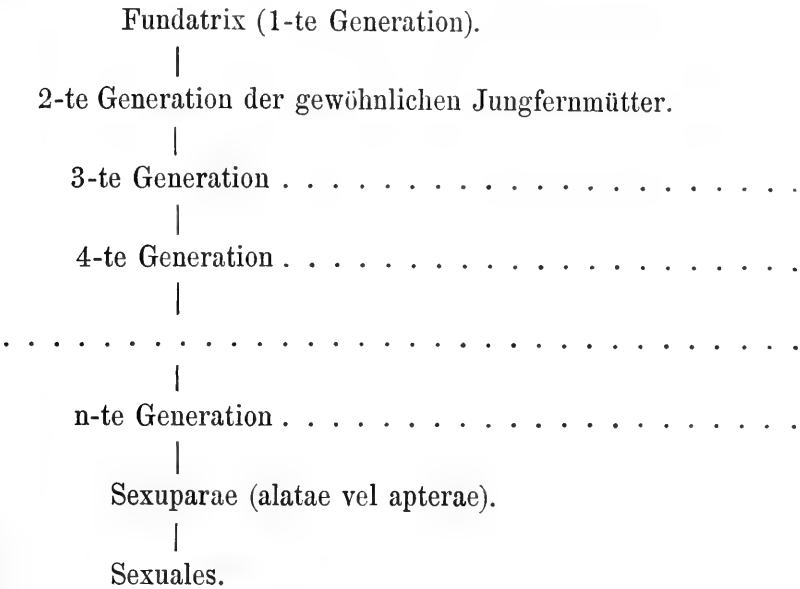 Fundatrix (1-te Generation).
2-te Generation der gewöhnlichen Jungfernmütter.
3-te Generation . . . . . . . . . . . . . . . . . . . . .
4-te Generation . . . . . . . . . . . . . . . . . . . . .
. . . . . . . . . . . . . . . . . . . . . . . . . . . . . . . .
n-te Generation . . . . . . . . . . . . . . . . . . . . .
Sexuparae (alatae vel apterae).
Sexuales.